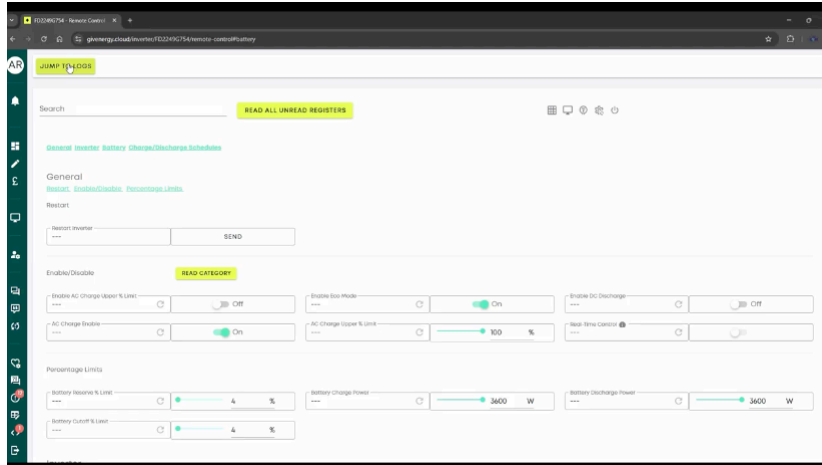 FD2249G754 - Remote Control
givenergy.cloud/inverter/FD2249G754/remote-control#battery
AR
JUMP TO LOGS
Search
READ ALL UNREAD REGISTERS
General Inverter Battery Charge/Discharge Schedules
General
Restart, Enable/Disable, Percentage Limits,
Restart
Restart Inverter
---
SEND
Enable/Disable
READ CATEGORY
Enable AC Charge Upper % Limit
--- Off
Enable Eco Mode
--- On
Enable DC Discharge
--- Off
AC Charge Enable
--- On
AC Charge Upper % Limit
--- 100 %
Real-Time Control
---
Percentage Limits
Battery Reserve % Limit
--- 4 %
Battery Charge Power
--- 3600 W
Battery Discharge Power
--- 3600 W
Battery Cutoff % Limit
--- 4 %
Inverter